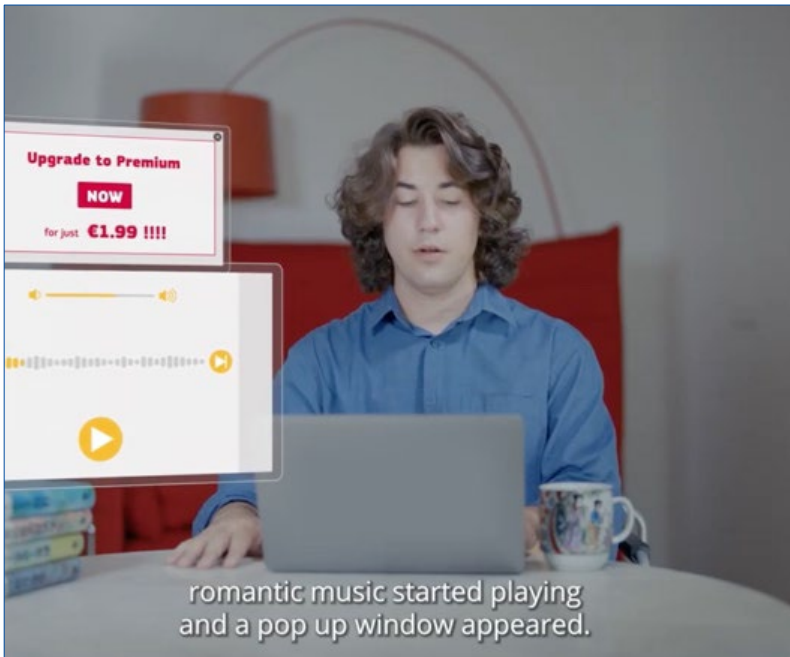 Upgrade to Premium
NOW
for just €1.99 !!!!
romantic music started playing
and a pop up window appeared.